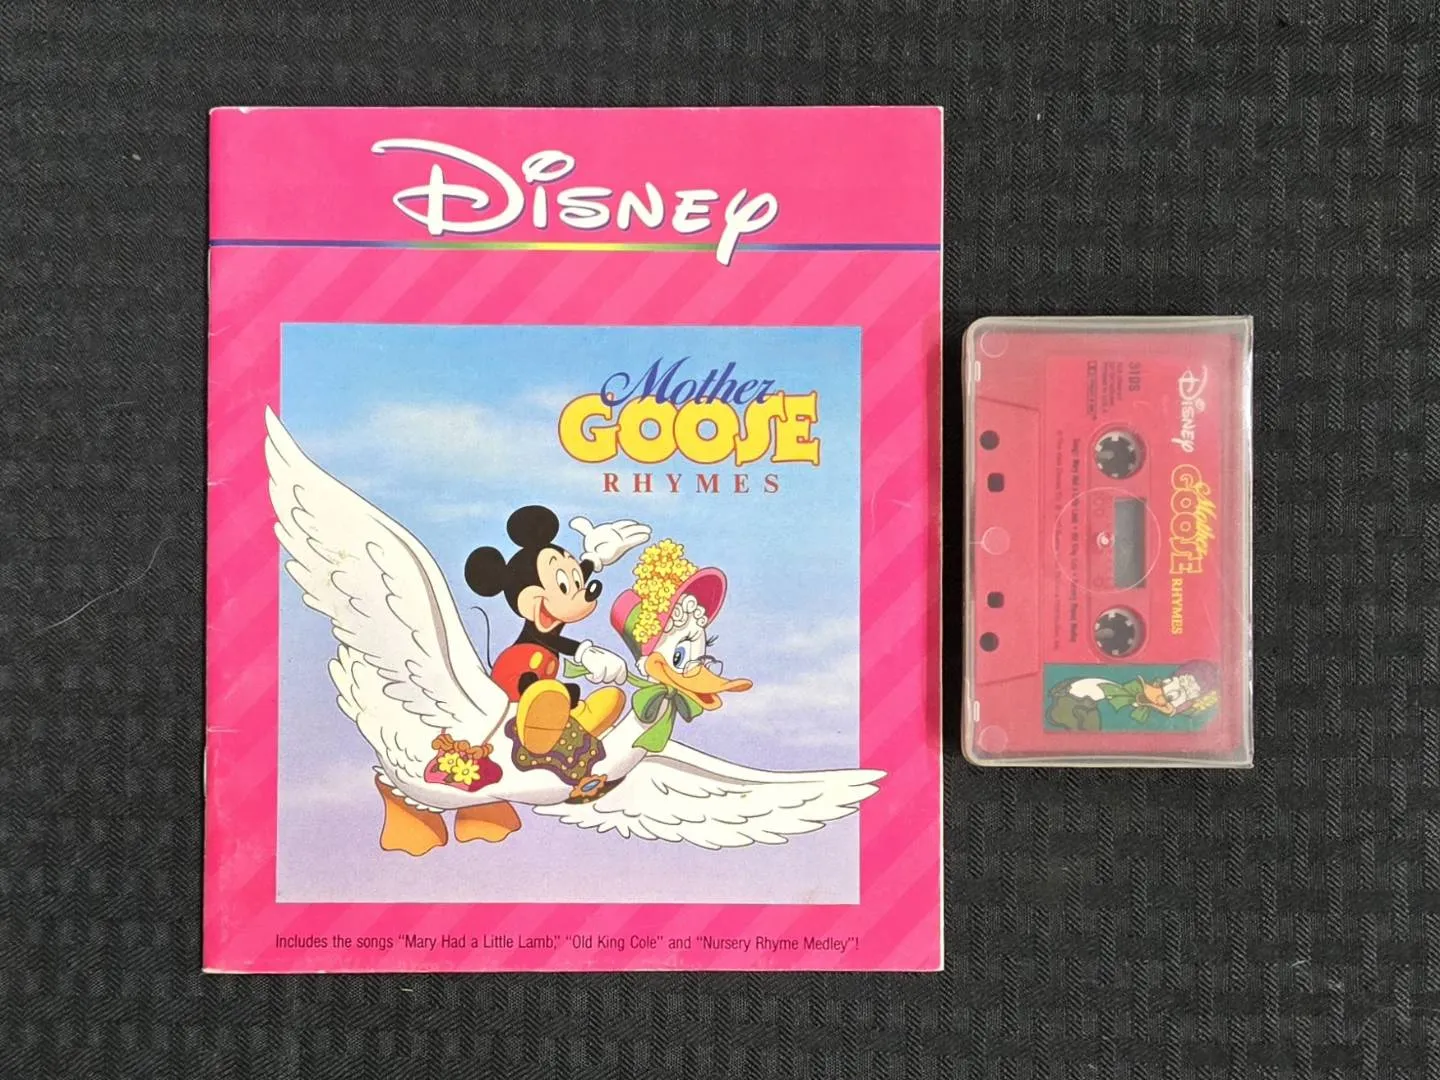 DISNEY
Mother
GOOSE
RHYMES
Includes the songs “Mary Had a Little Lamb,” “Old King Cole” and “Nursery Rhyme Medley”!
DISNEY
Mother
GOOSE
RHYMES
31DS